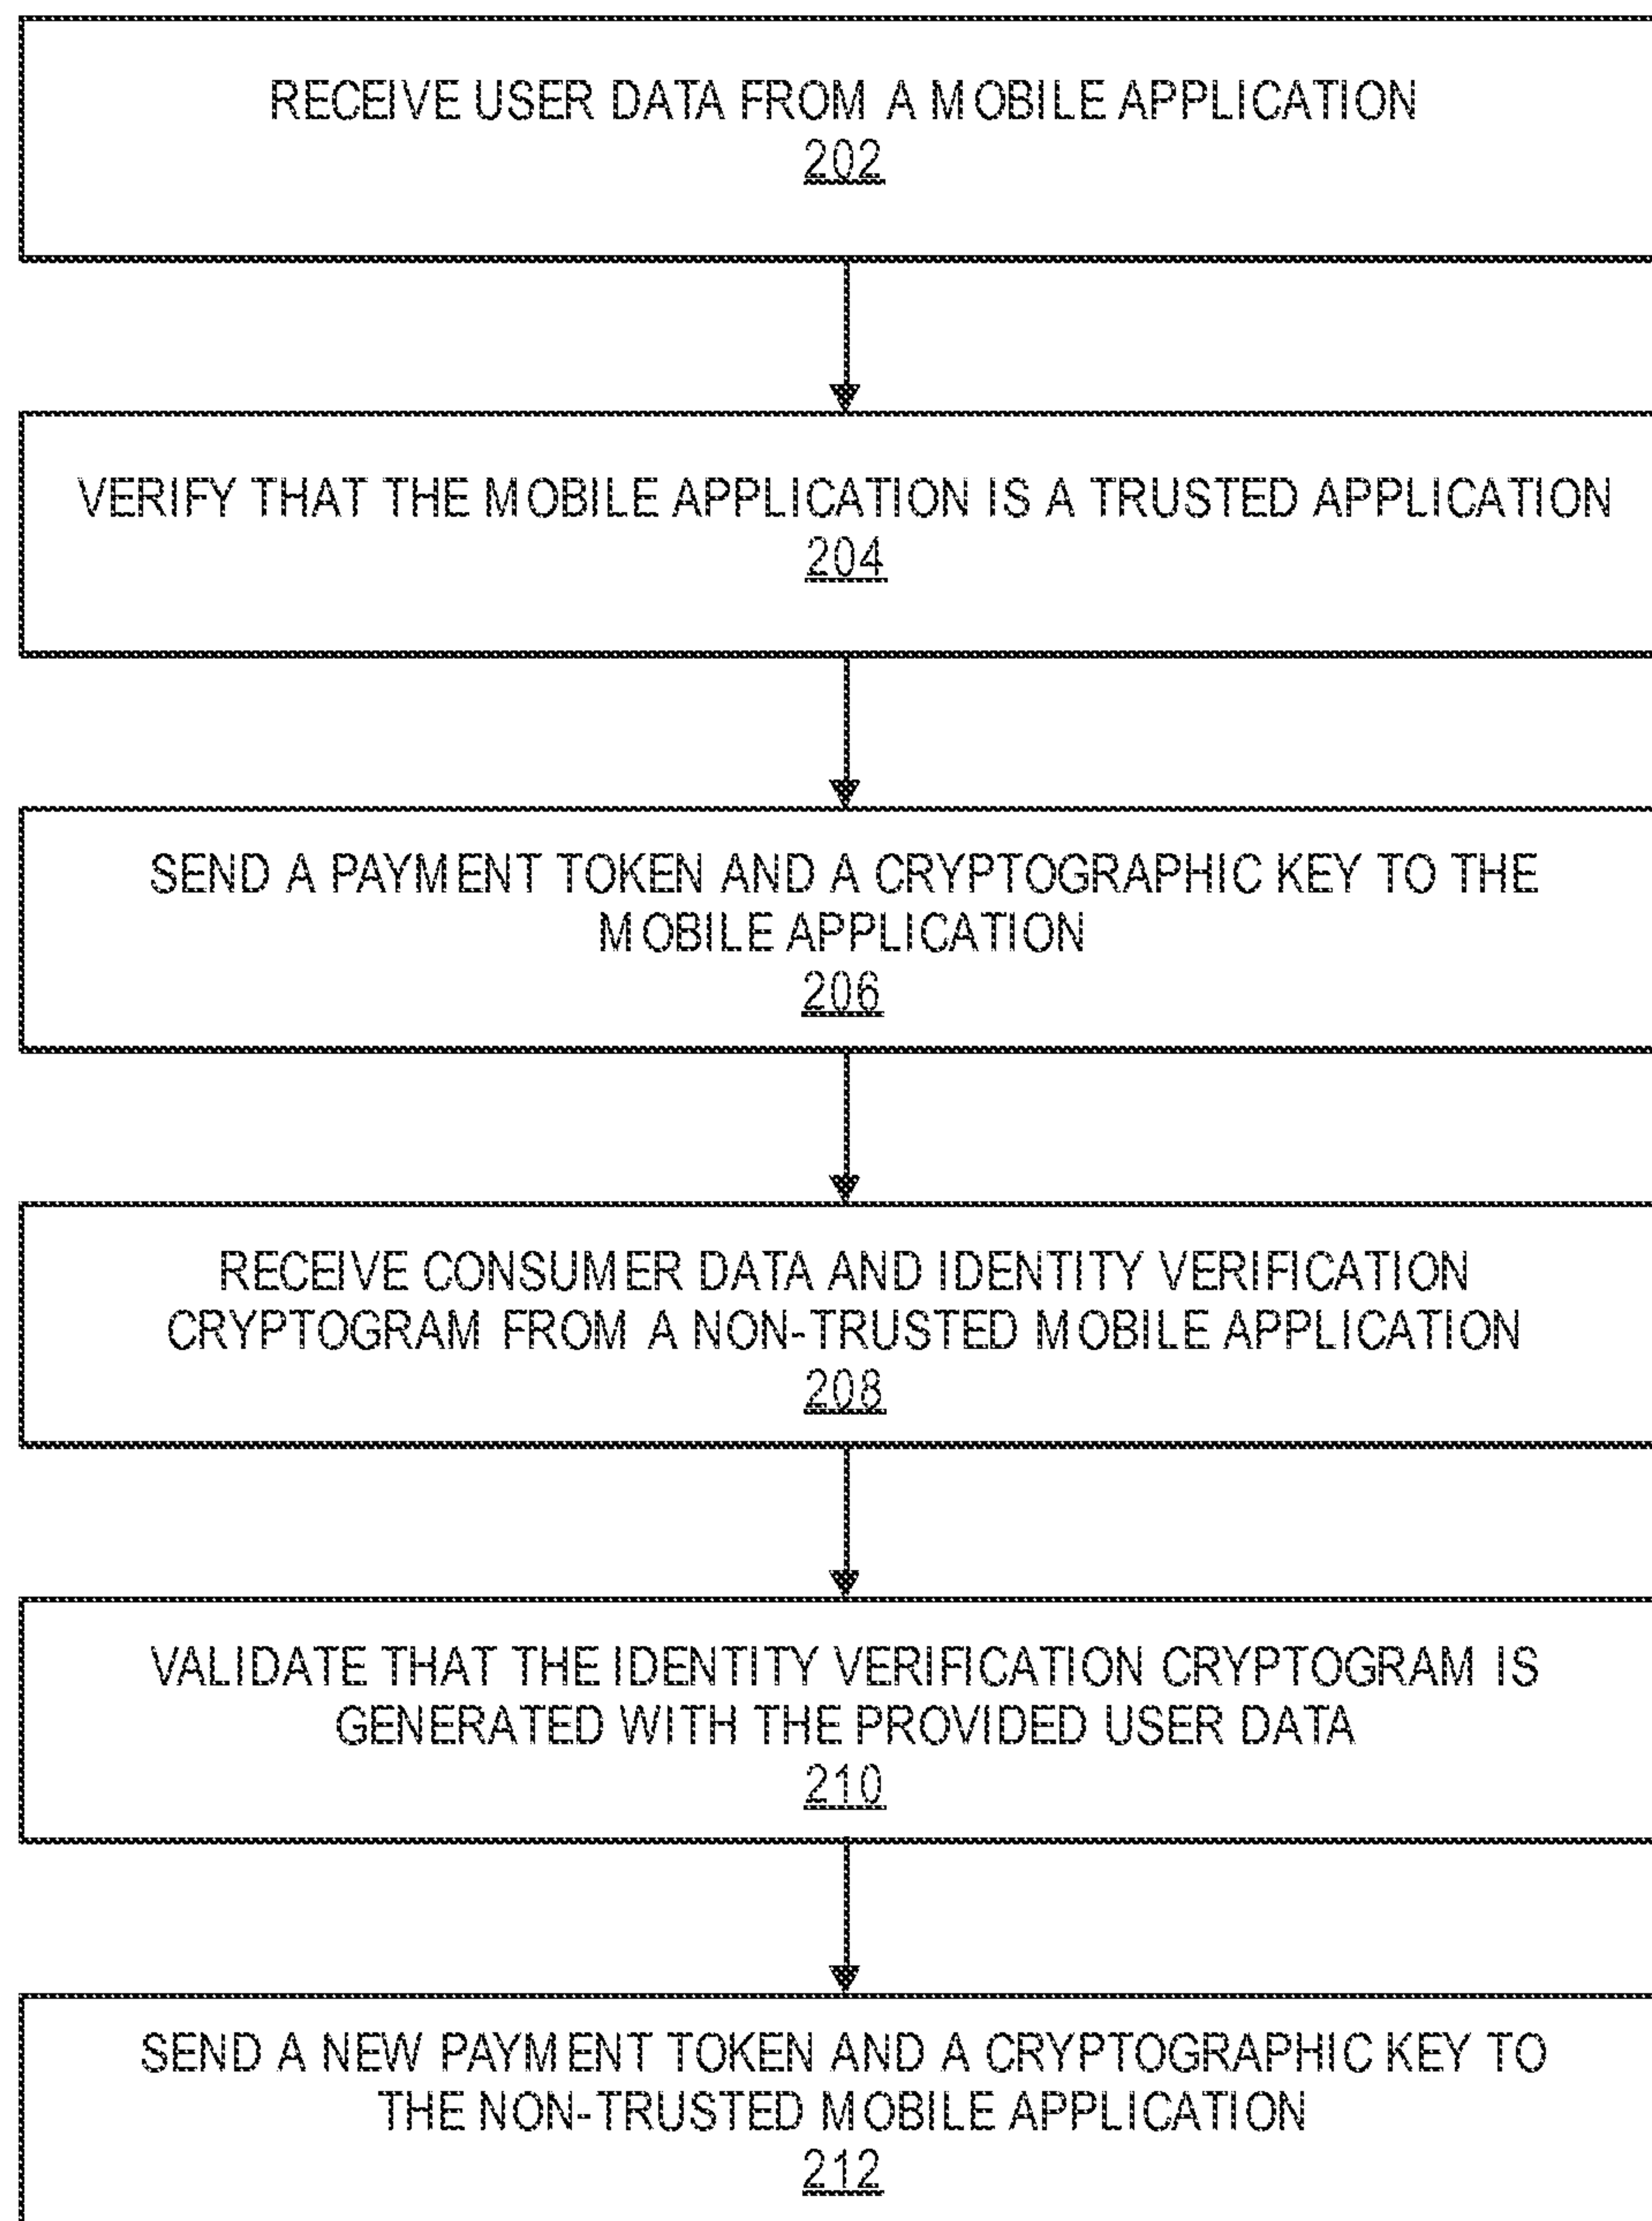 RECEIVE USER DATA FROM A MOBILE APPLICATION
202
VERIFY THAT THE MOBILE APPLICATION IS A TRUSTED APPLICATION
204
SEND A PAYMENT TOKEN AND A CRYPTOGRAPHIC KEY TO THE
MOBILE APPLICATION
206
RECEIVE CONSUMER DATA AND IDENTITY VERIFICATION
CRYPTOGRAM FROM A NON-TRUSTED MOBILE APPLICATION
208
VALIDATE THAT THE IDENTITY VERIFICATION CRYPTOGRAM IS
GENERATED WITH THE PROVIDED USER DATA
210
SEND A NEW PAYMENT TOKEN AND A CRYPTOGRAPHIC KEY TO
THE NON-TRUSTED MOBILE APPLICATION
212